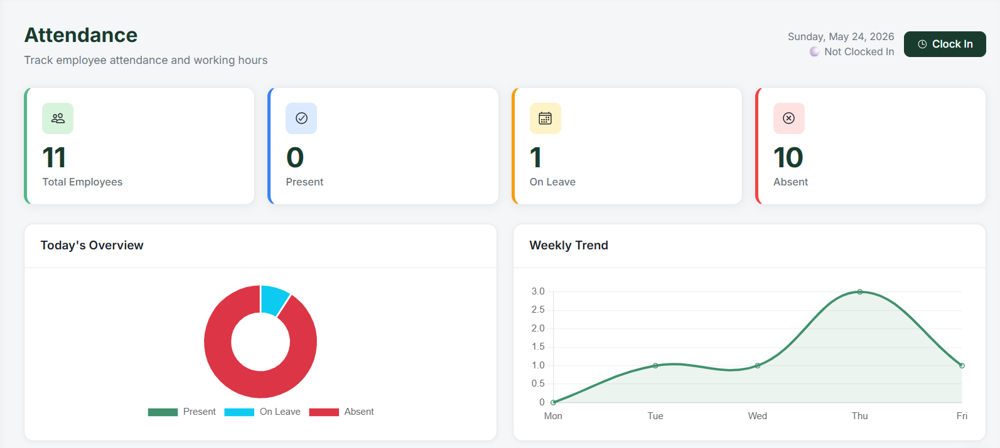 Attendance
Track employee attendance and working hours
Sunday, May 24, 2026
Not Clocked In
Clock In
11
Total Employees
0
Present
1
On Leave
10
Absent
Today's Overview
Present On Leave Absent
Weekly Trend
3.0
2.5
2.0
1.5
1.0
0.5
0
Mon Tue Wed Thu Fri